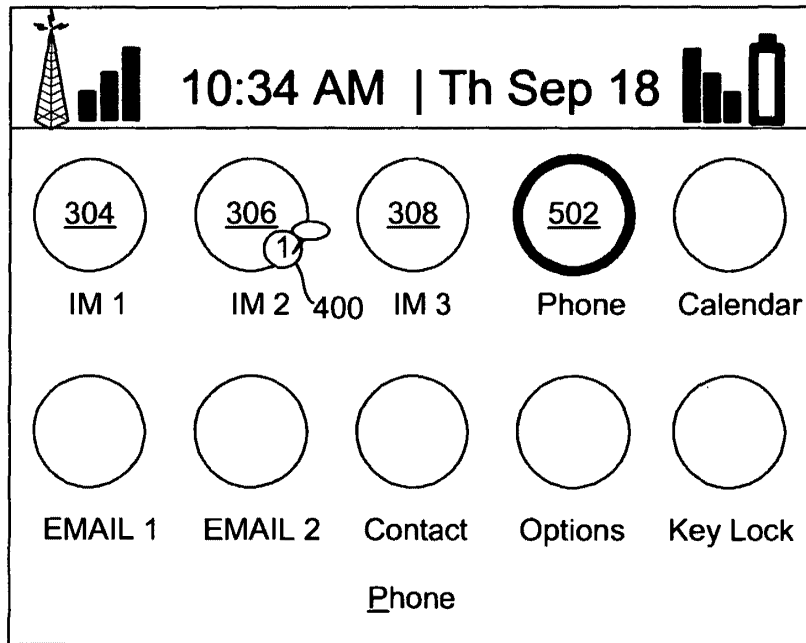 10:34 AM | Th Sep 18
304 306 308 502
1
IM 1 IM 2 400 IM 3 Phone Calendar
EMAIL 1 EMAIL 2 Contact Options Key Lock
Phone